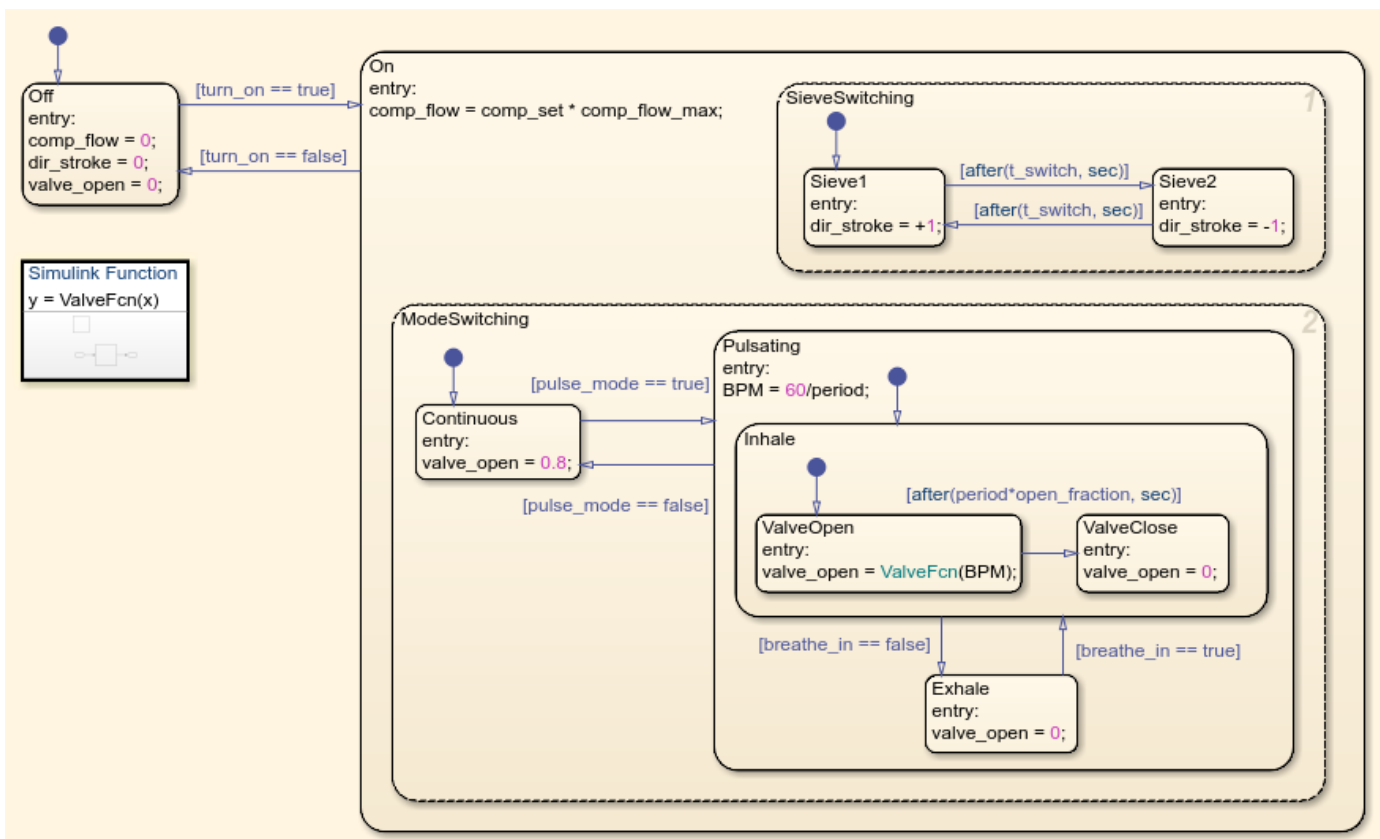 Off
entry:
comp_flow = 0;
dir_stroke = 0;
valve_open = 0;
[turn_on == true]
[turn_on == false]
Simulink Function
y = ValveFcn(x)
On
entry:
comp_flow = comp_set * comp_flow_max;
SieveSwitching
1
Sieve1
entry:
dir_stroke = +1;
[after(t_switch, sec)]
[after(t_switch, sec)]
Sieve2
entry:
dir_stroke = -1;
ModeSwitching
2
Continuous
entry:
valve_open = 0.8;
[pulse_mode == true]
[pulse_mode == false]
Pulsating
entry:
BPM = 60/period;
Inhale
ValveOpen
entry:
valve_open = ValveFcn(BPM);
[after(period*open_fraction, sec)]
ValveClose
entry:
valve_open = 0;
[breathe_in == false]
[breathe_in == true]
Exhale
entry:
valve_open = 0;